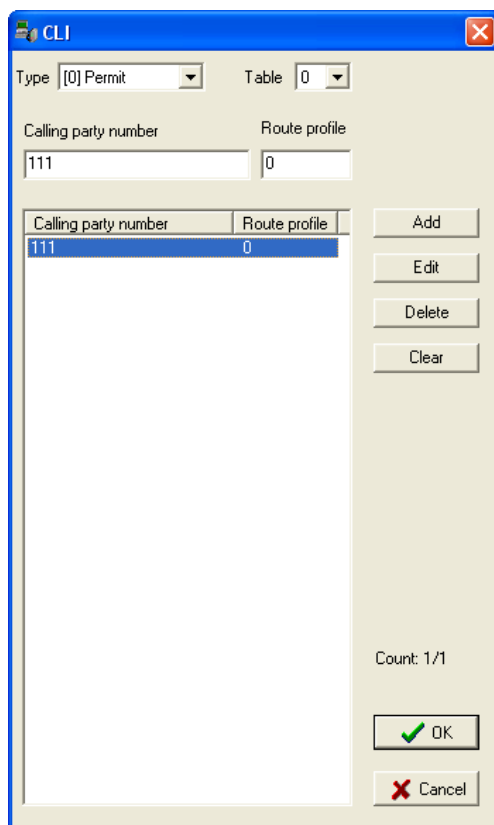 CLI
Type [0] Permit Table 0
Calling party number Route profile
111 0
Calling party number Route profile
111 0
Add
Edit
Delete
Clear
Count: 1/1
OK
Cancel